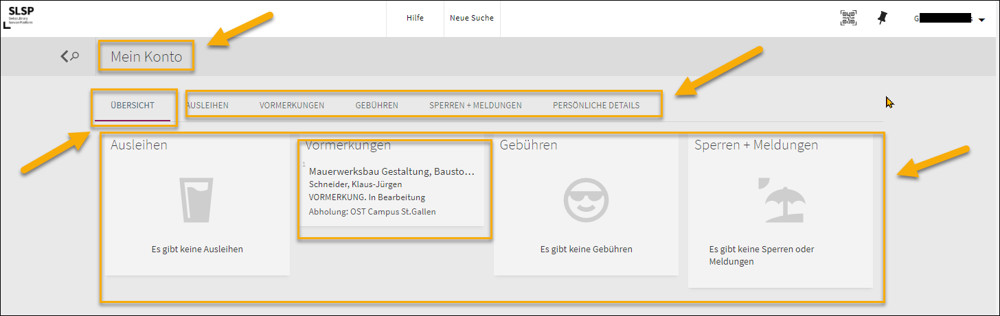 SLSP
Swiss Library
Service Platform
Hilfe
Neue Suche
G
s
Mein Konto
ÜBERSICHT
AUSLEIHEN
VORMERKUNGEN
GEBÜHREN
SPERREN + MELDUNGEN
PERSÖNLICHE DETAILS
Ausleihen
Es gibt keine Ausleihen
Vormerkungen
1
Mauerwerksbau Gestaltung, Bausto…
Schneider, Klaus-Jürgen
VORMERKUNG. In Bearbeitung
Abholung: OST Campus St.Gallen
Gebühren
Es gibt keine Gebühren
Sperren + Meldungen
Es gibt keine Sperren oder
Meldungen